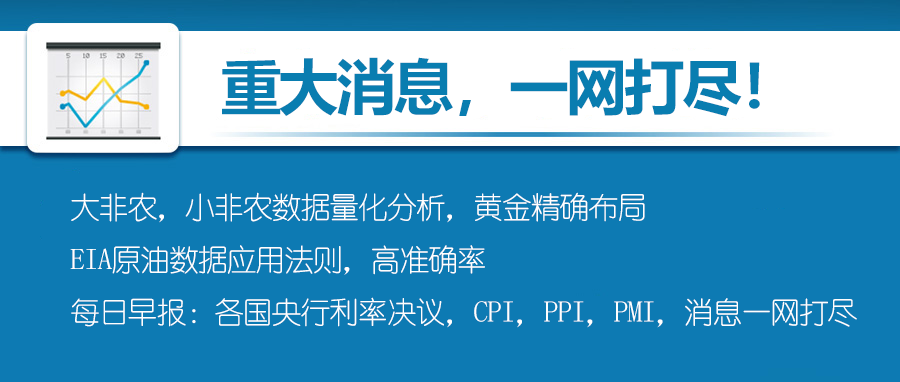 5 10 15 20 25
重大消息，一网打尽！
大非农，小非农数据量化分析，黄金精确布局
EIA原油数据应用法则，高准确率
每日早报：各国央行利率决议，CPI，PPI，PMI，消息一网打尽